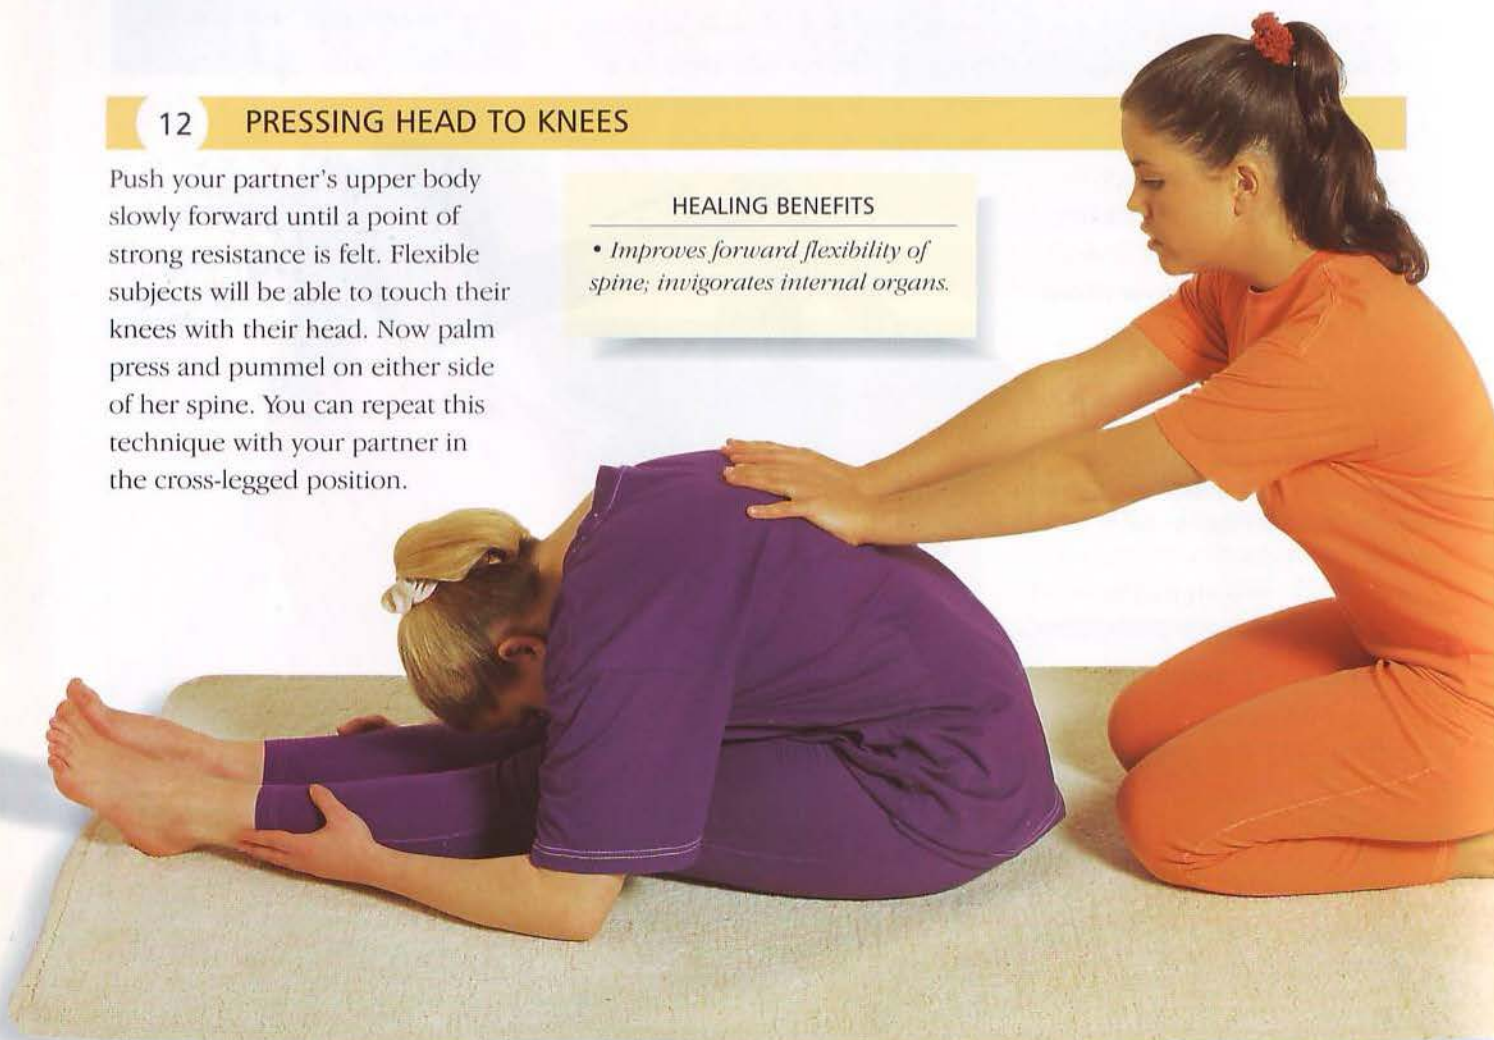 12 PRESSING HEAD TO KNEES
Push your partner's upper body
slowly forward until a point of
strong resistance is felt. Flexible
subjects will be able to touch their
knees with their head. Now palm
press and pummel on either side
of her spine. You can repeat this
technique with your partner in
the cross-legged position.
HEALING BENEFITS
• Improves forward flexibility of
spine; invigorates internal organs.